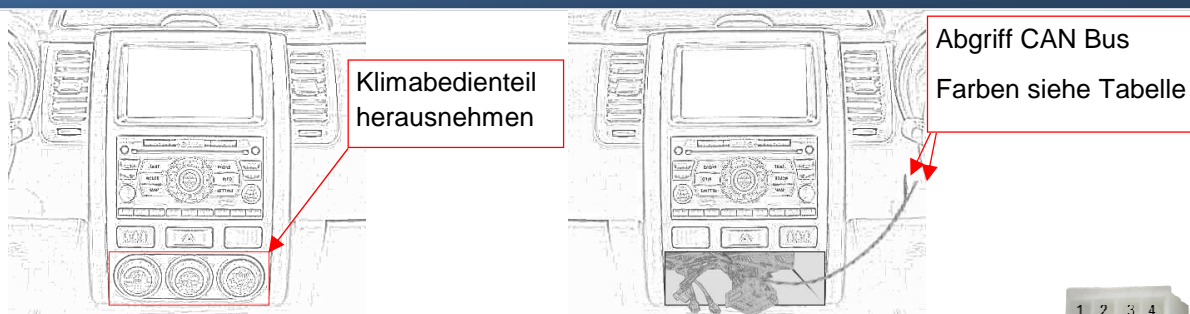 Klimabedienteil
herausnehmen
Abgriff CAN Bus
Farben siehe Tabelle
1 2 3 4